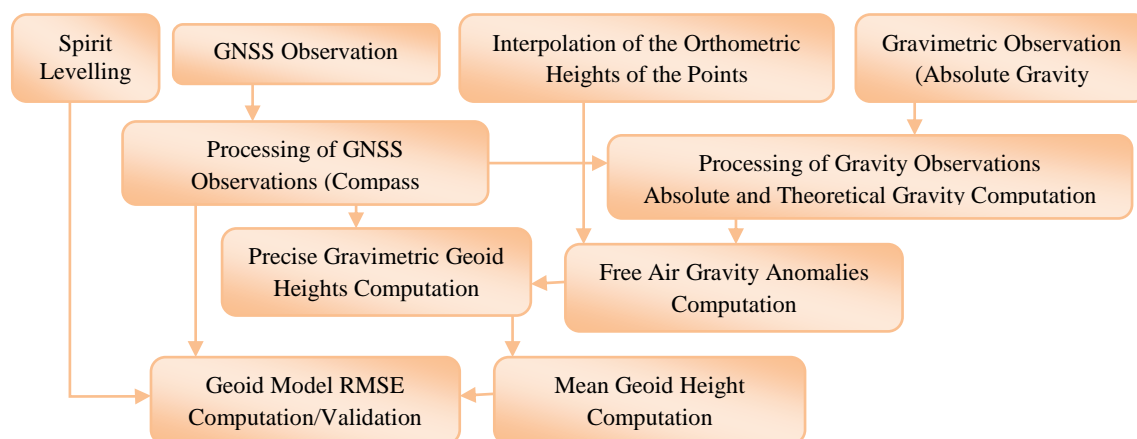 Spirit
Levelling
GNSS Observation
Interpolation of the Orthometric
Heights of the Points
Gravimetric Observation
(Absolute Gravity
Processing of GNSS
Observations (Compass
Processing of Gravity Observations
Absolute and Theoretical Gravity Computation
Precise Gravimetric Geoid
Heights Computation
Free Air Gravity Anomalies
Computation
Geoid Model RMSE
Computation/Validation
Mean Geoid Height
Computation